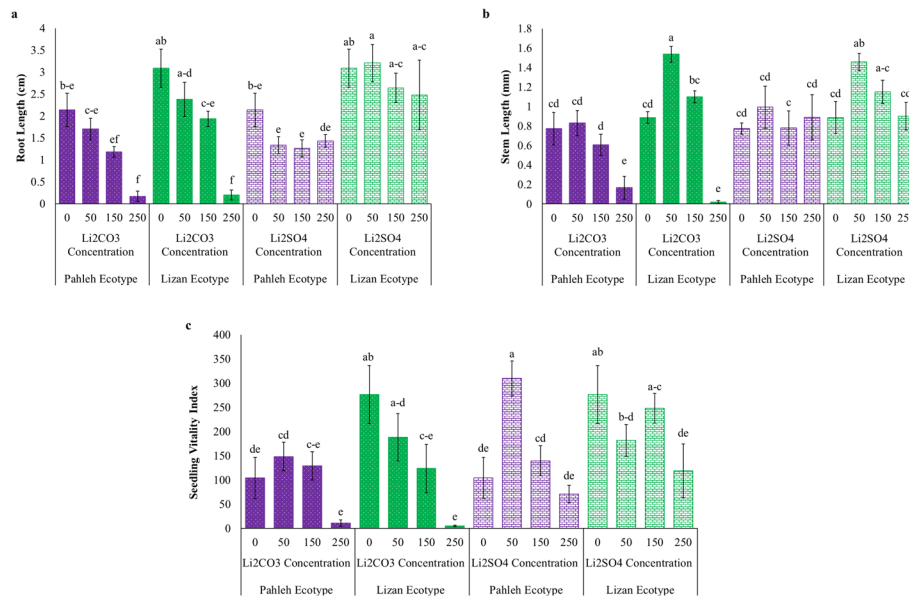 a
Root Length (cm)
4
3.5
3
2.5
2
1.5
1
0.5
0
b-e
c-e
ef
f
ab
a-d
c-e
f
b-e
e
e
de
ab
a
a-c
a-c
0 50 150 250 0 50 150 250 0 50 150 250 0 50 150 250
Li2CO3 Concentration
Li2CO3 Concentration
Li2SO4 Concentration
Li2SO4 Concentration
Pahleh Ecotype
Lizan Ecotype
Pahleh Ecotype
Lizan Ecotype
b
Stem Length (mm)
1.8
1.6
1.4
1.2
1
0.8
0.6
0.4
0.2
0
cd
cd
d
e
cd
a
bc
e
cd
cd
c
cd
cd
ab
a-c
cd
0 50 150 250 0 50 150 250 0 50 150 250 0 50 150 250
Li2CO3 Concentration
Li2CO3 Concentration
Li2SO4 Concentration
Li2SO4 Concentration
Pahleh Ecotype
Lizan Ecotype
Pahleh Ecotype
Lizan Ecotype
c
Seedling Vitality Index
400
350
300
250
200
150
100
50
0
de
cd
c-e
e
ab
a-d
c-e
e
de
a
cd
de
ab
b-d
a-c
de
0 50 150 250 0 50 150 250 0 50 150 250 0 50 150 250
Li2CO3 Concentration
Li2CO3 Concentration
Li2SO4 Concentration
Li2SO4 Concentration
Pahleh Ecotype
Lizan Ecotype
Pahleh Ecotype
Lizan Ecotype